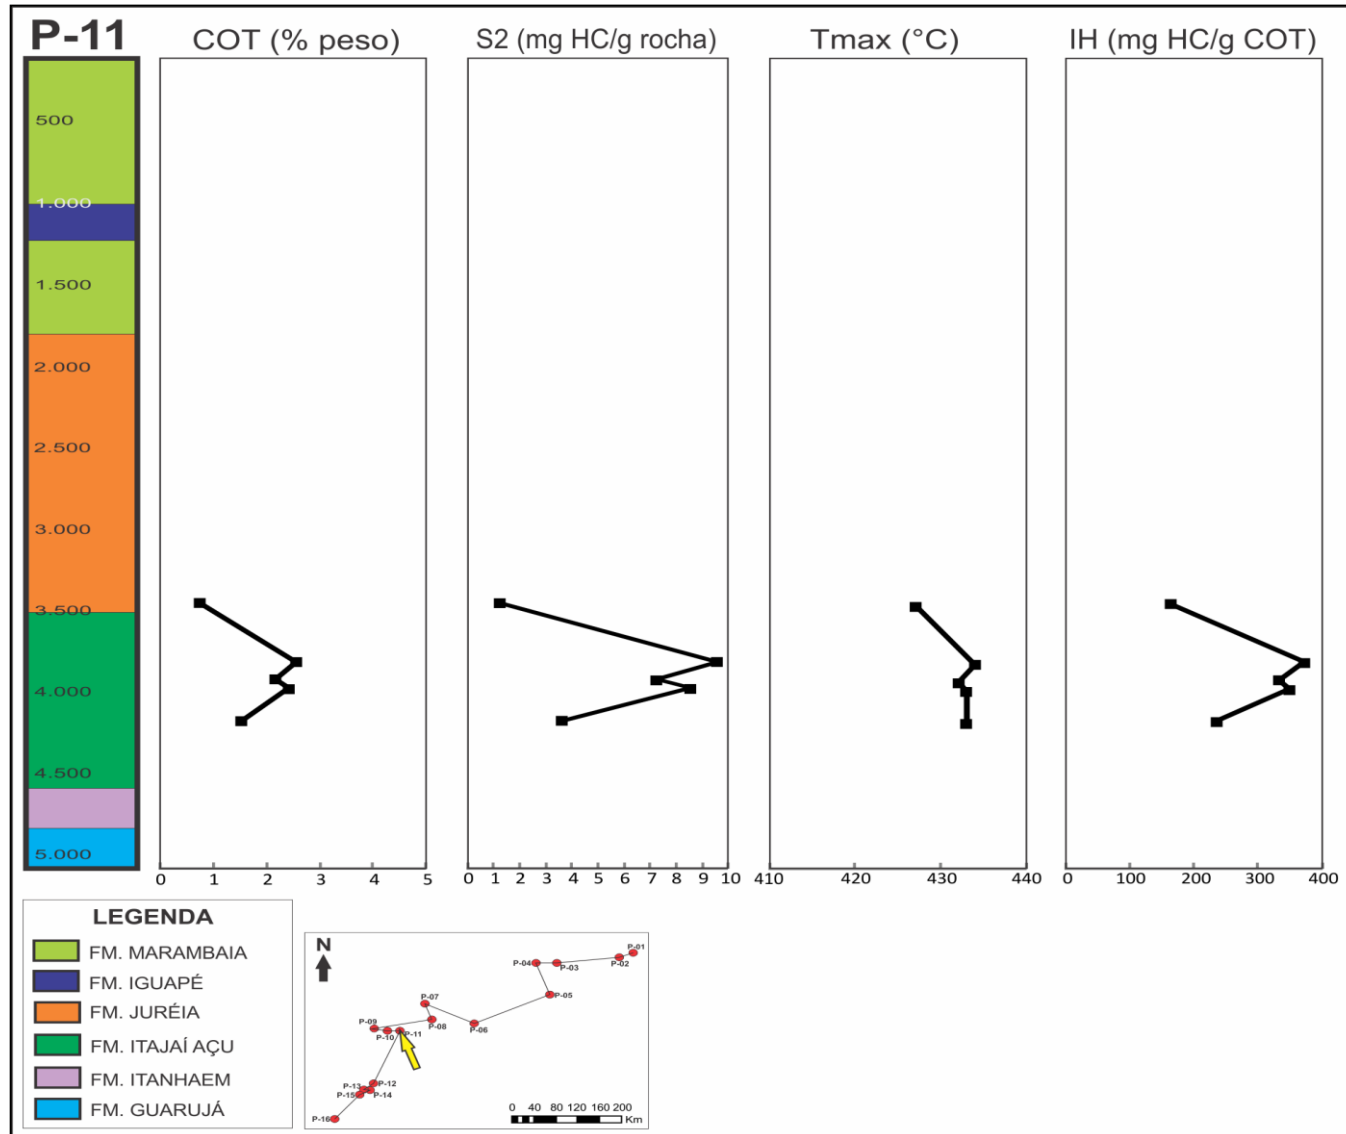 P-11
COT (% peso)
S2 (mg HC/g rocha)
Tmax (°C)
IH (mg HC/g COT)
500
1.000
1.500
2.000
2.500
3.000
3.500
4.000
4.500
5.000
0 1 2 3 4 5
0 1 2 3 4 5 6 7 8 9 10
410 420 430 440
0 100 200 300 400
LEGENDA
FM. MARAMBAIA
FM. IGUAPÉ
FM. JURÉIA
FM. ITAJAÍ AÇU
FM. ITANHAEM
FM. GUARUJÁ
N
P-01
P-02
P-04
P-03
P-05
P-07
P-08
P-06
P-09
P-10
P-11
P-12
P-13
P-14
P-15
P-16
0 40 80 120 160 200
Km